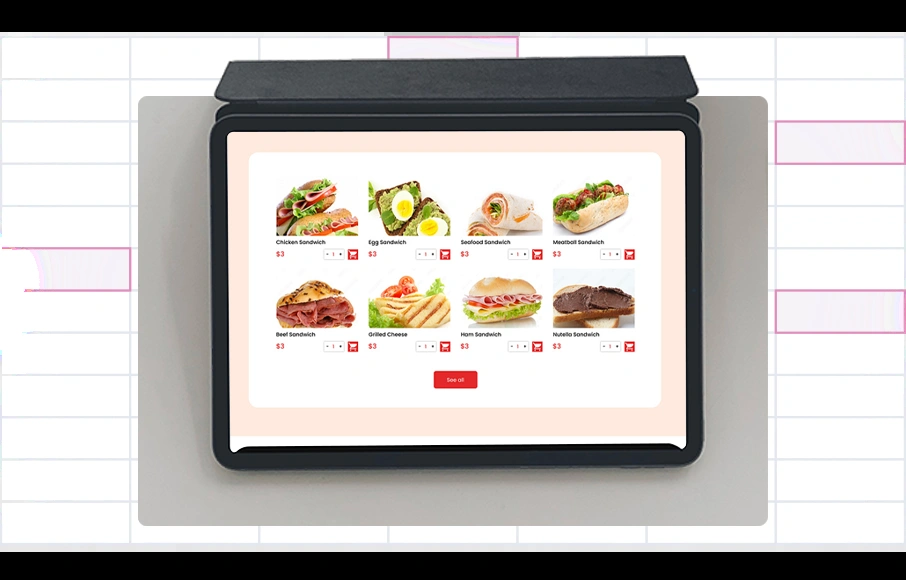 Chicken Sandwich Egg Sandwich Seafood Sandwich Meatball Sandwich
$3 - 1 + $3 - 1 + $3 - 1 + $3 - 1 +
Beef Sandwich Grilled Cheese Ham Sandwich Nutella Sandwich
$3 - 1 + $3 - 1 + $3 - 1 + $3 - 1 +
See all